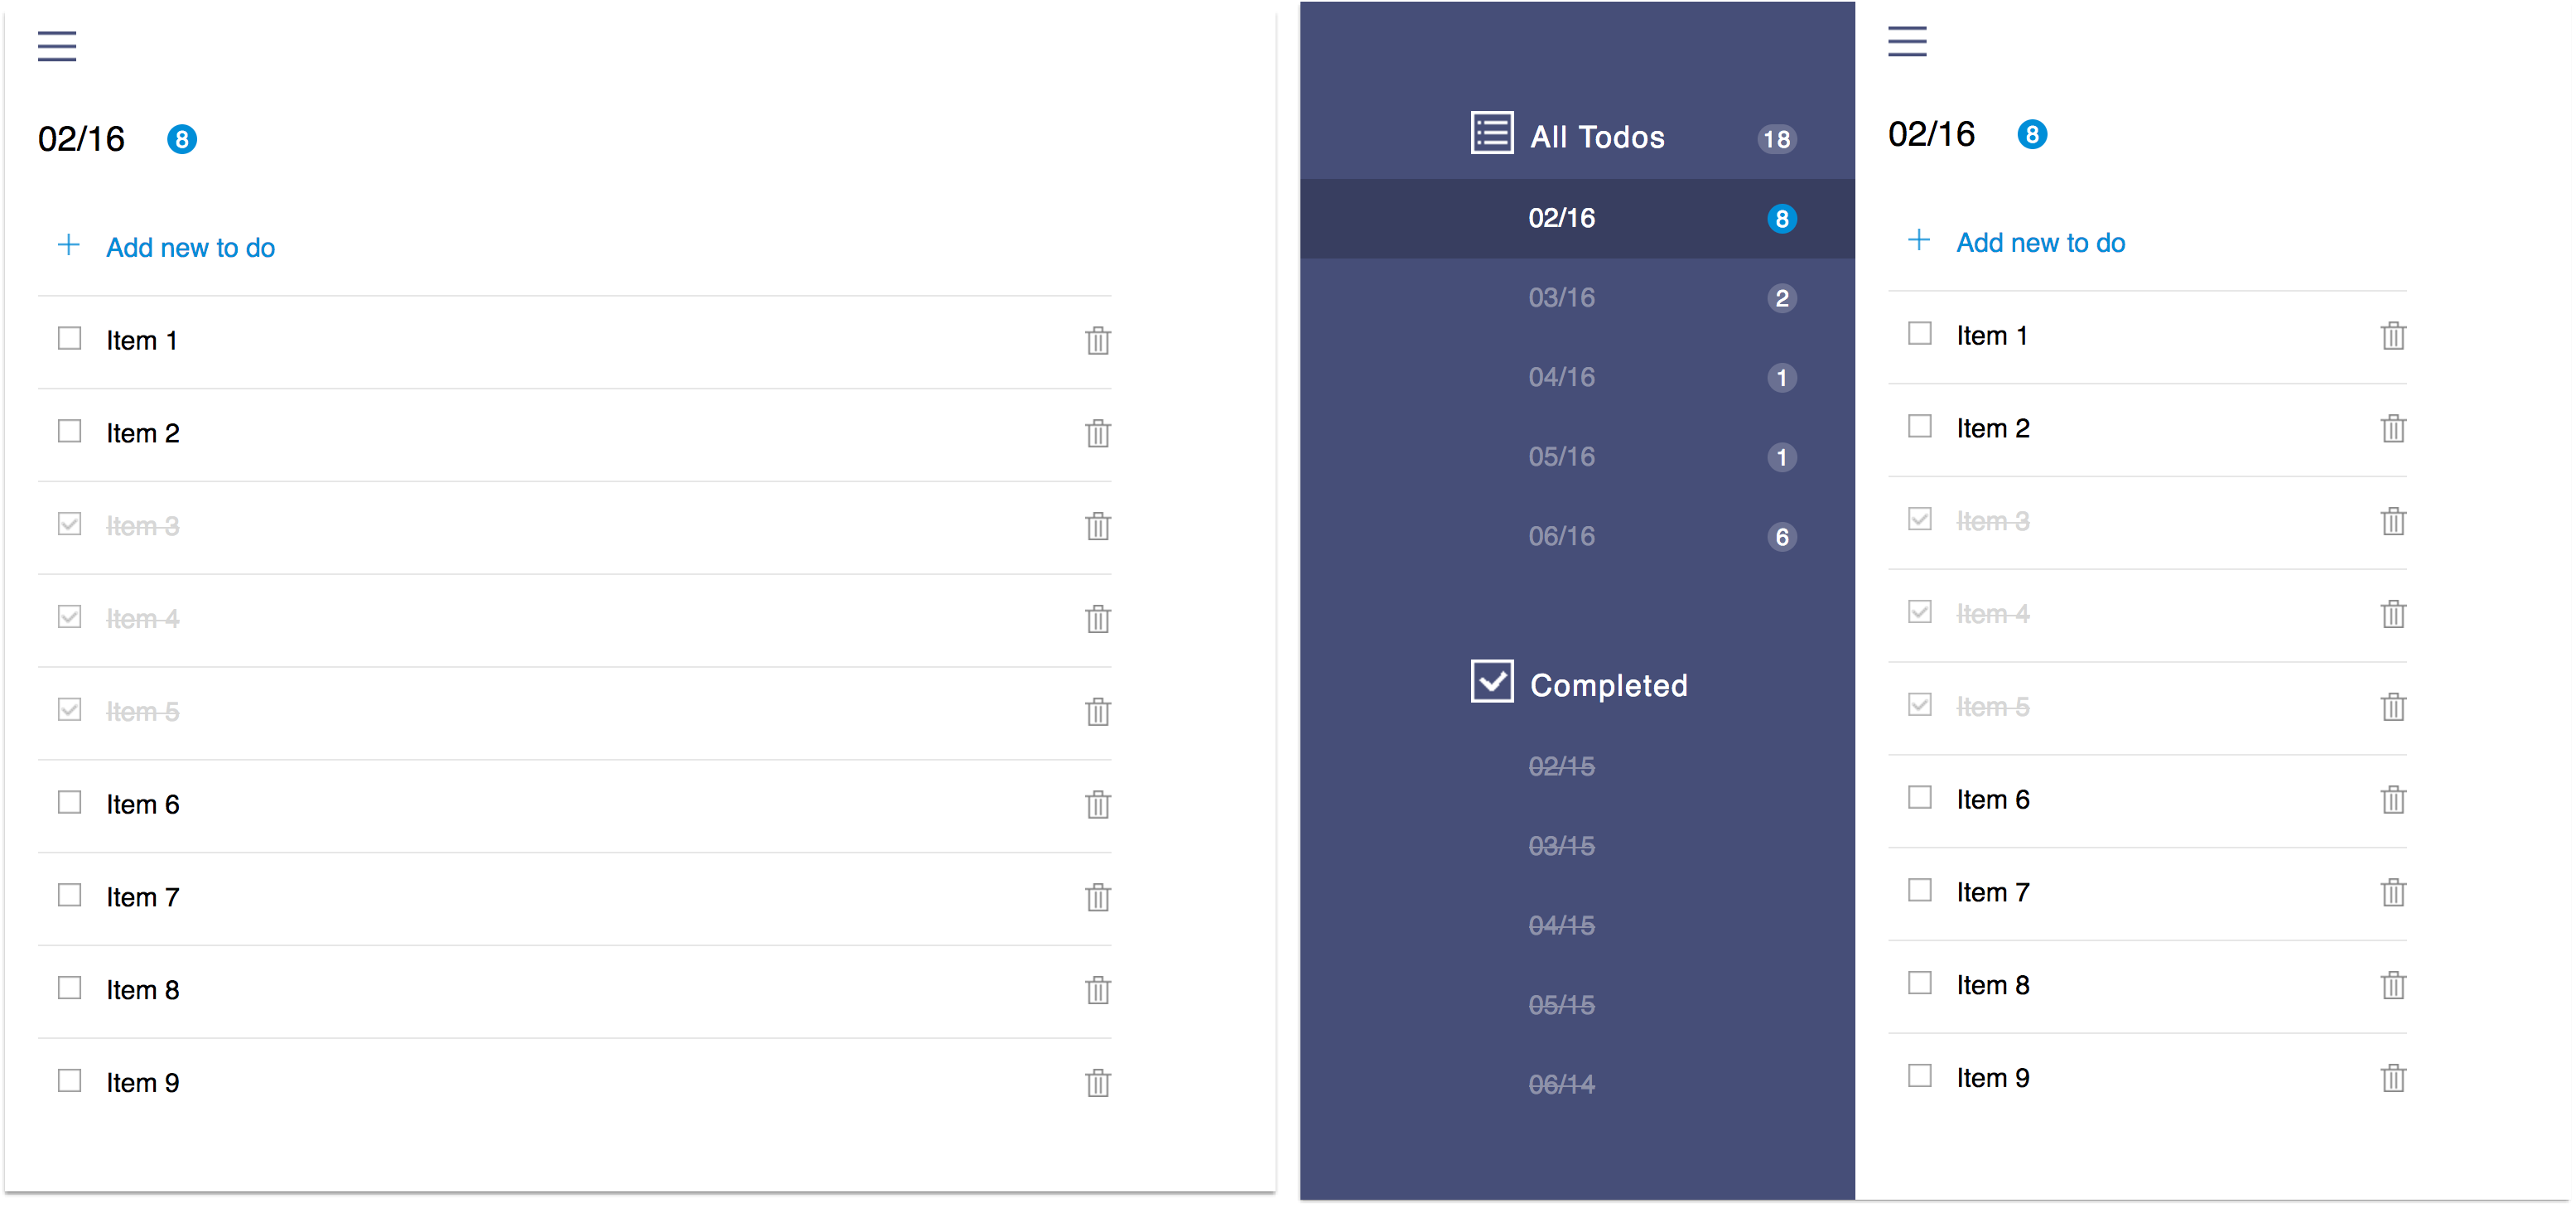 02/16 8
+ Add new to do
Item 1
Item 2
Item 3
Item 4
Item 5
Item 6
Item 7
Item 8
Item 9
All Todos 18
02/16 8
03/16 2
04/16 1
05/16 1
06/16 6
Completed
02/15
03/15
04/15
05/15
06/14
02/16 8
+ Add new to do
Item 1
Item 2
Item 3
Item 4
Item 5
Item 6
Item 7
Item 8
Item 9